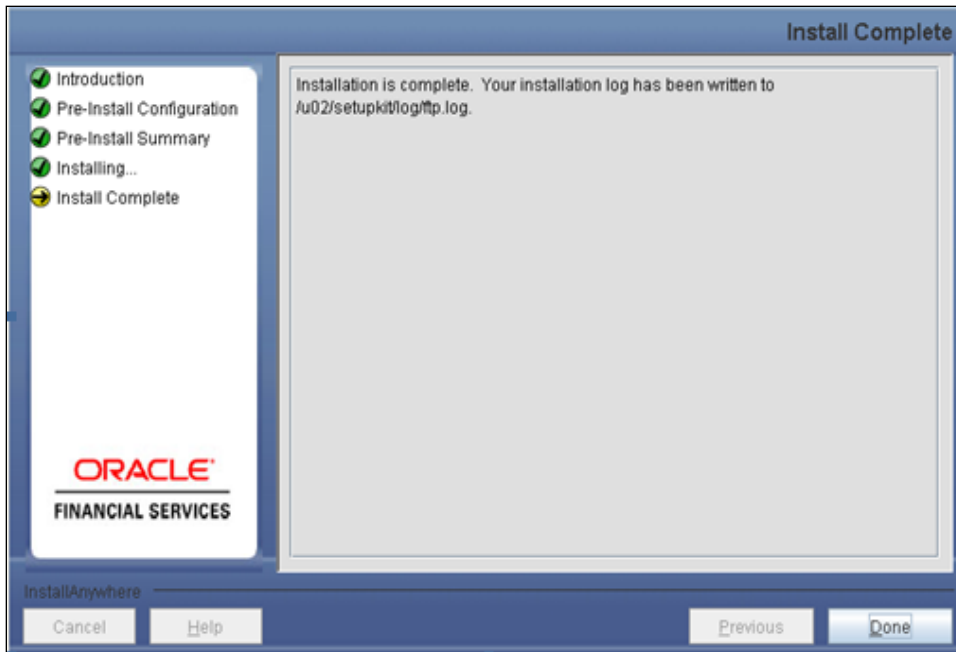 Install Complete
Introduction
Pre-Install Configuration
Pre-Install Summary
Installing...
Install Complete
Installation is complete. Your installation log has been written to
/u02/setupkit/log/ftp.log.
ORACLE
FINANCIAL SERVICES
InstallAnywhere
Cancel
Help
Previous
Done